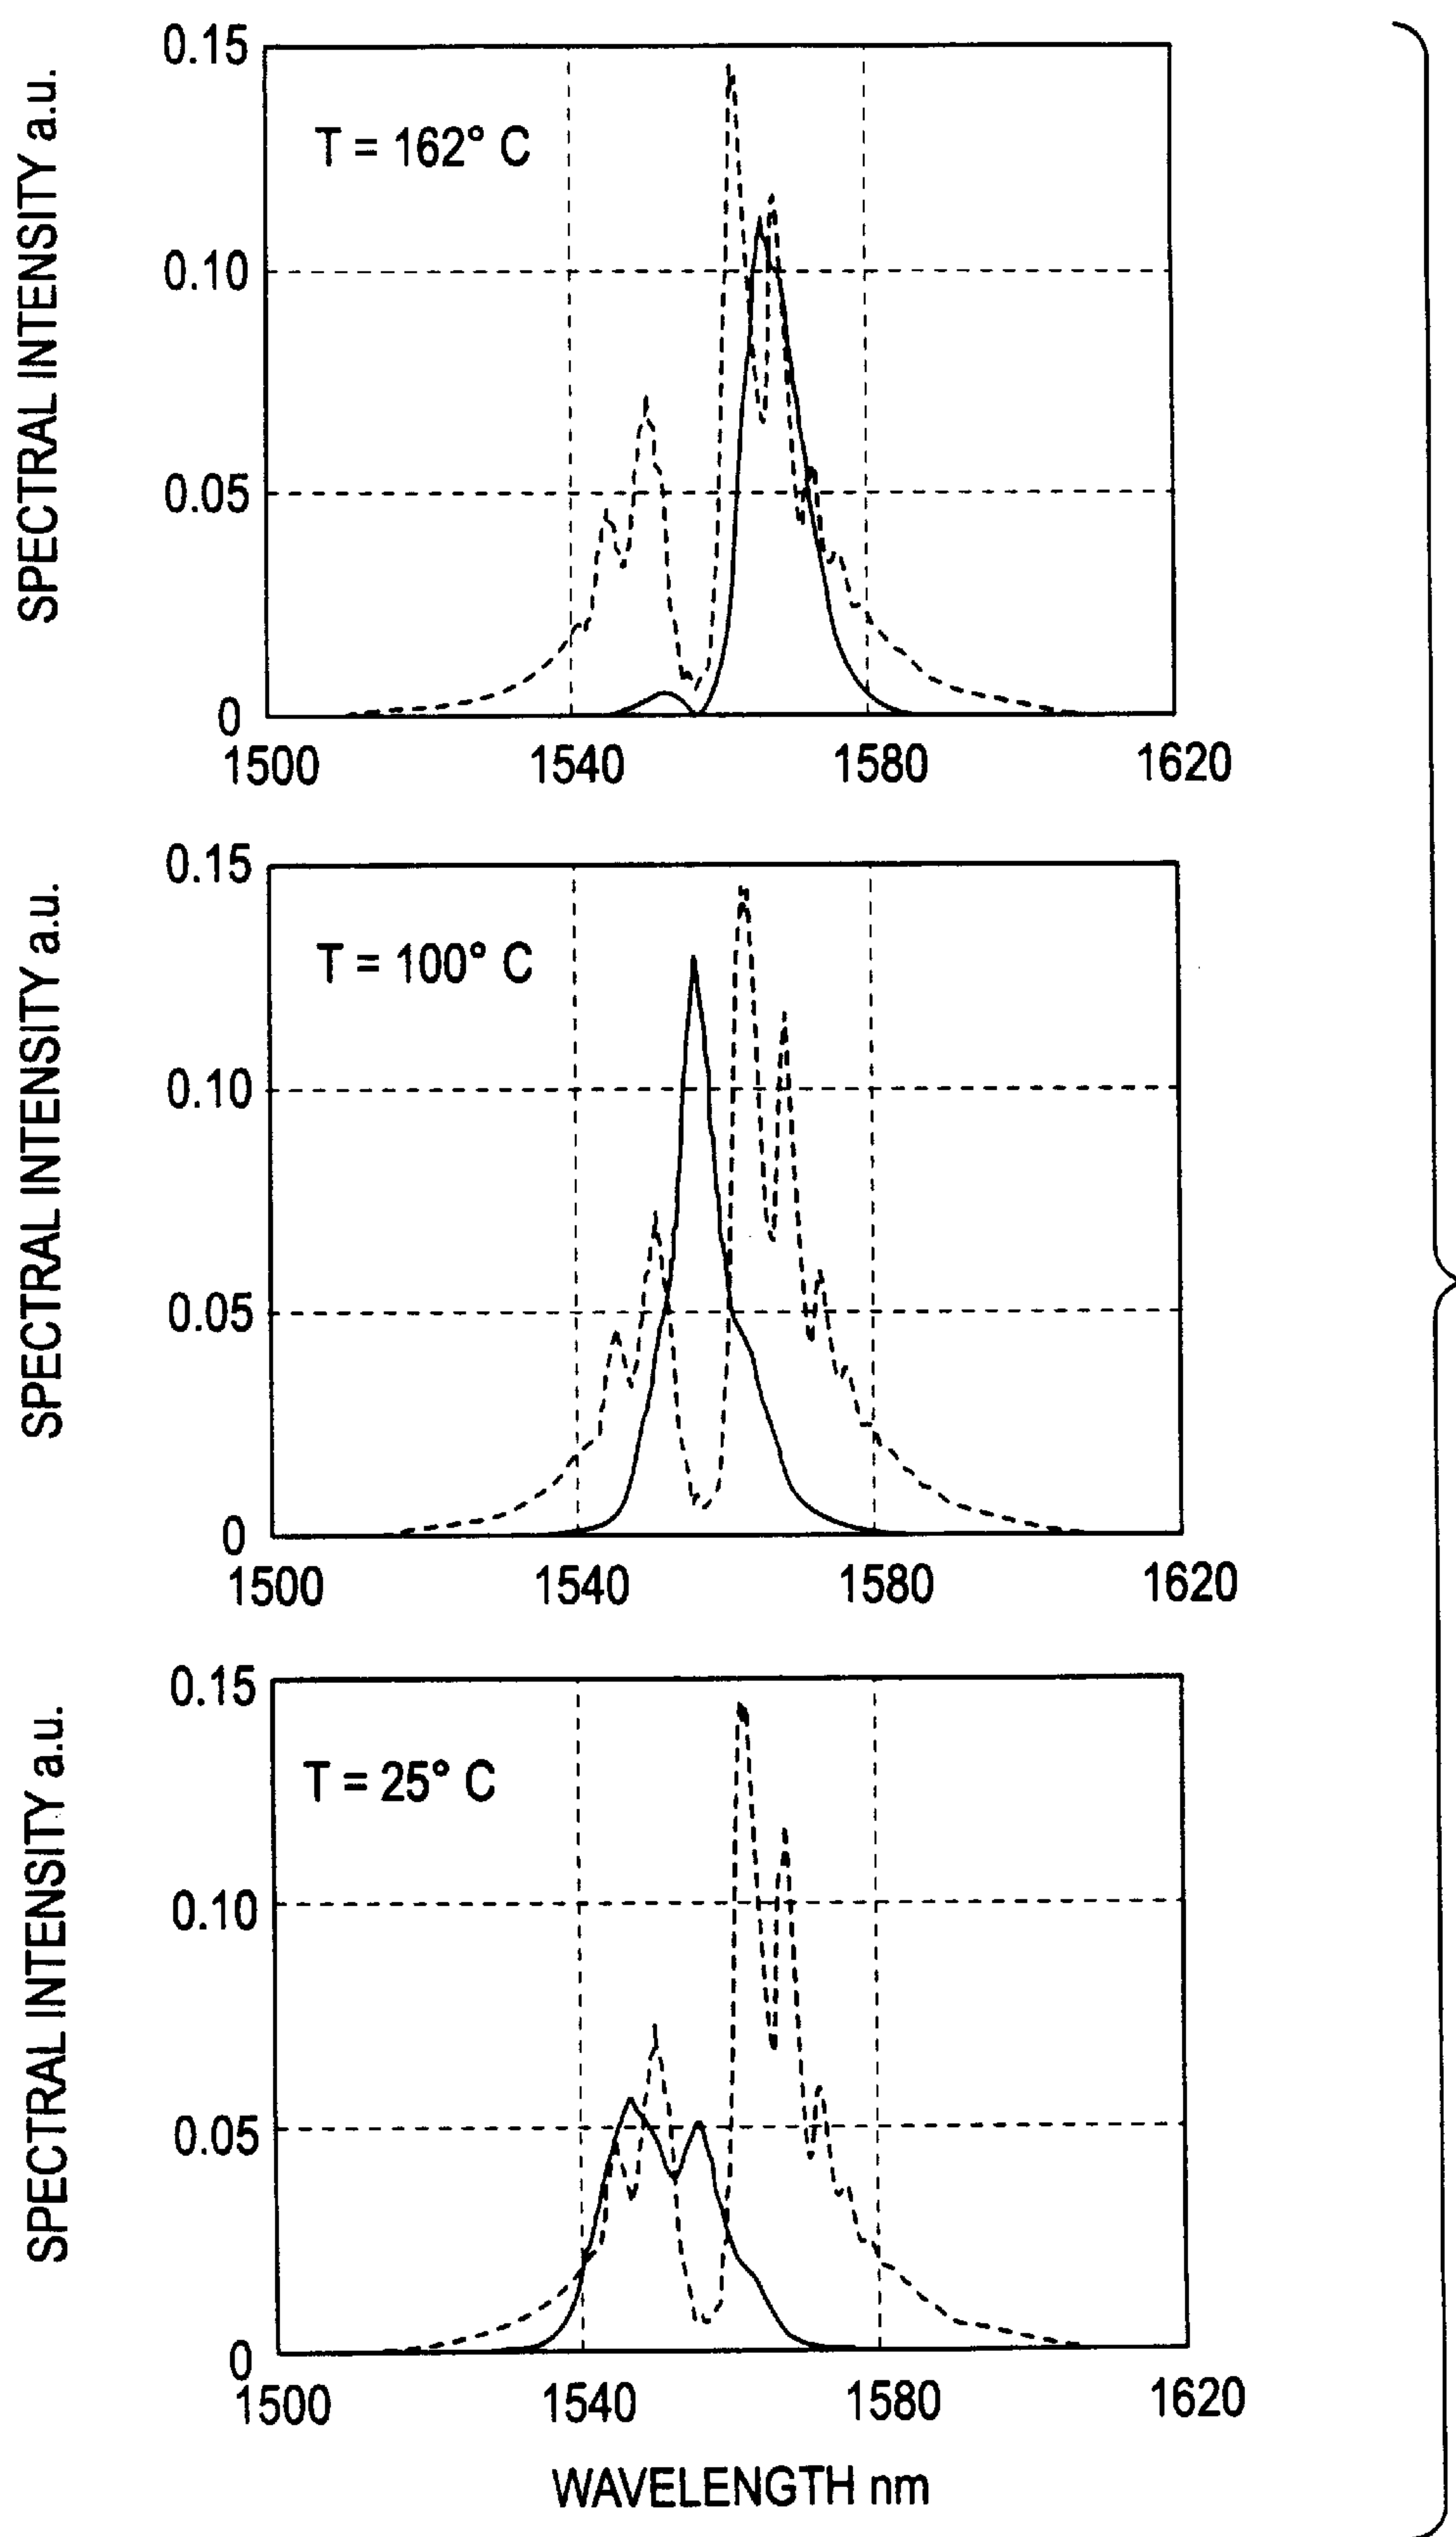 SPECTRAL INTENSITY a.u.
0.15
T = 162° C
0.10
0.05
0
1500 1540 1580 1620
SPECTRAL INTENSITY a.u.
0.15
T = 100° C
0.10
0.05
0
1500 1540 1580 1620
SPECTRAL INTENSITY a.u.
0.15
T = 25° C
0.10
0.05
0
1500 1540 1580 1620
WAVELENGTH nm